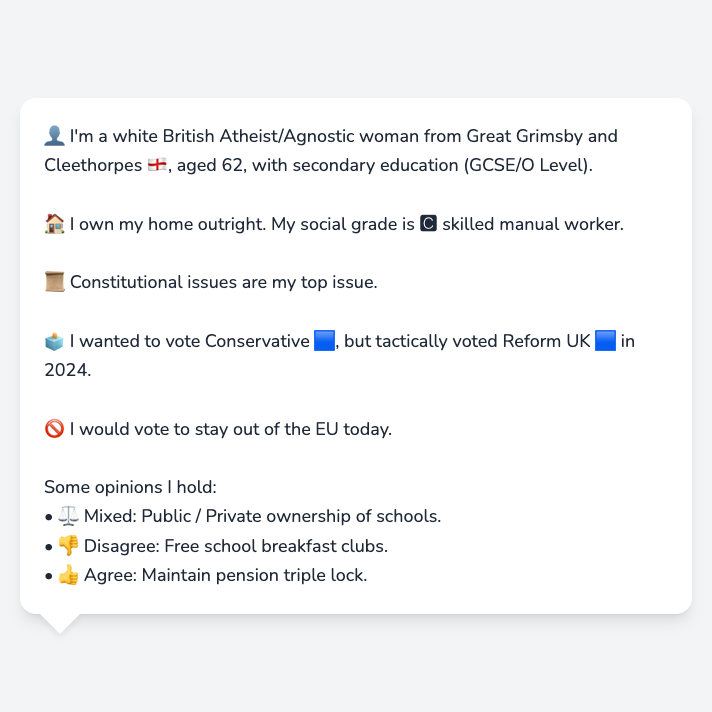 👤 I'm a white British Atheist/Agnostic woman from Great Grimsby and
Cleethorpes 🏴󠁧󠁢󠁥󠁮󠁧󠁿, aged 62, with secondary education (GCSE/O Level).
🏠 I own my home outright. My social grade is 🅲 skilled manual worker.
📜 Constitutional issues are my top issue.
🗳️ I wanted to vote Conservative 🟦, but tactically voted Reform UK 🟦 in
2024.
🚫 I would vote to stay out of the EU today.
Some opinions I hold:
• ⚖️ Mixed: Public / Private ownership of schools.
• 👎 Disagree: Free school breakfast clubs.
• 👍 Agree: Maintain pension triple lock.